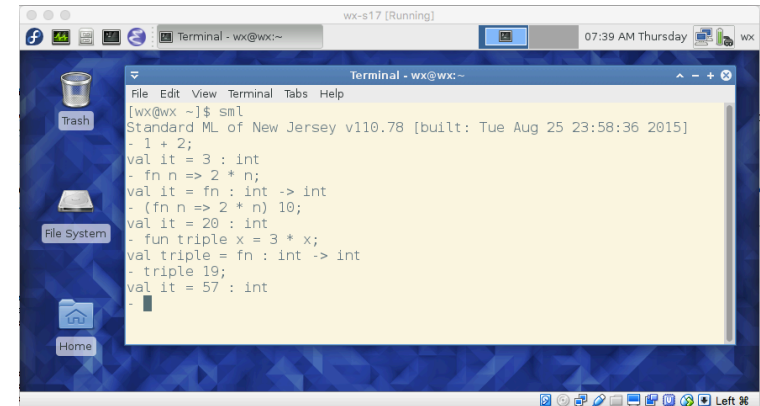 wx-s17 [Running]
Terminal - wx@wx:~
07:39 AM Thursday
wx
Trash
File System
Home
Terminal - wx@wx:~
File Edit View Terminal Tabs Help
[wx@wx ~]$ sml
Standard ML of New Jersey v110.78 [built: Tue Aug 25 23:58:36 2015]
- 1 + 2;
val it = 3 : int
- fn n => 2 * n;
val it = fn : int -> int
- (fn n => 2 * n) 10;
val it = 20 : int
- fun triple x = 3 * x;
val triple = fn : int -> int
- triple 19;
val it = 57 : int
-
Left ⌘